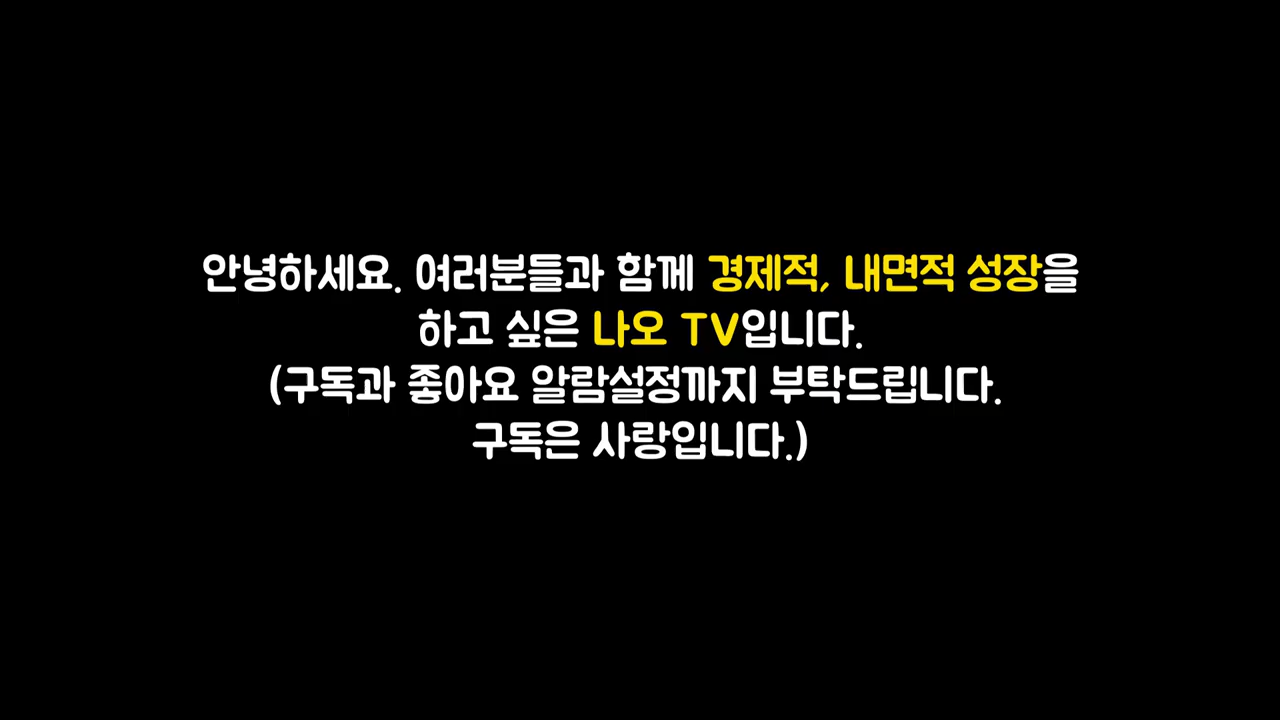 안녕하세요. 여러분들과 함께 경제적, 내면적 성장을
하고 싶은 나오 TV입니다.
(구독과 좋아요 알람설정까지 부탁드립니다.
구독은 사랑입니다.)